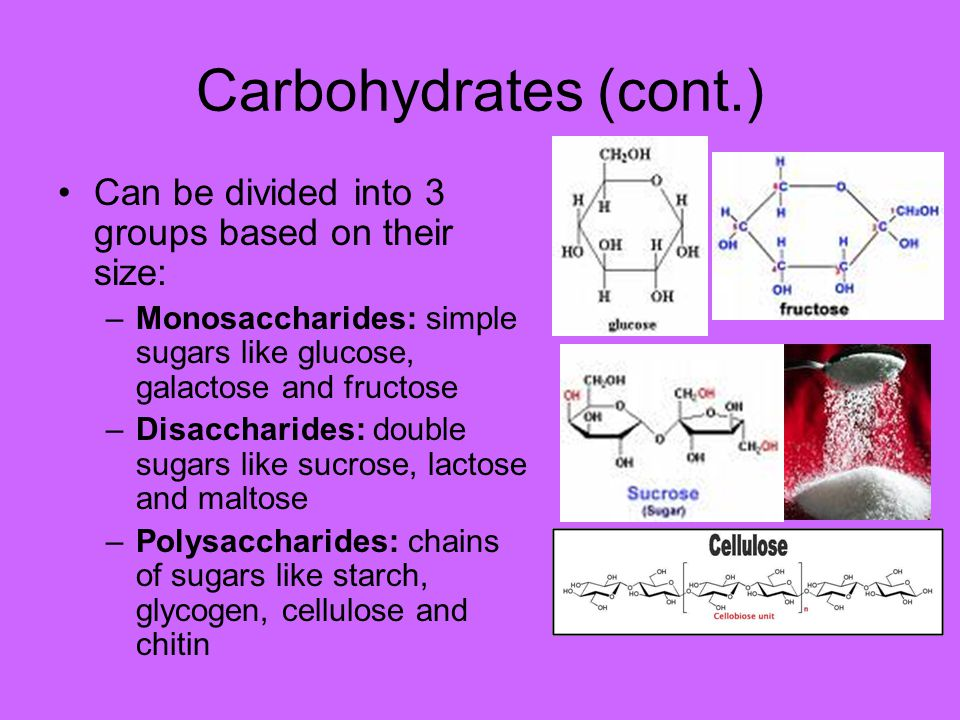 Carbohydrates (cont.)
• Can be divided into 3
groups based on their
size:
– Monosaccharides: simple
sugars like glucose,
galactose and fructose
– Disaccharides: double
sugars like sucrose, lactose
and maltose
– Polysaccharides: chains
of sugars like starch,
glycogen, cellulose and
chitin
CH₂OH
O
H
H
H
OH
H
HO
OH
H
OH
glucose
H
C
O
H
H
C
OH
C
CH₂OH
OH
H
H
C
C
OH
OH
fructose
CH₂OH
OH
O
OH
OH
O
CH₂OH
O
OH
OH
CH₂OH
Sucrose
(Sugar)
Cellulose
OH
HO
O
OH
n
Cellobiose unit